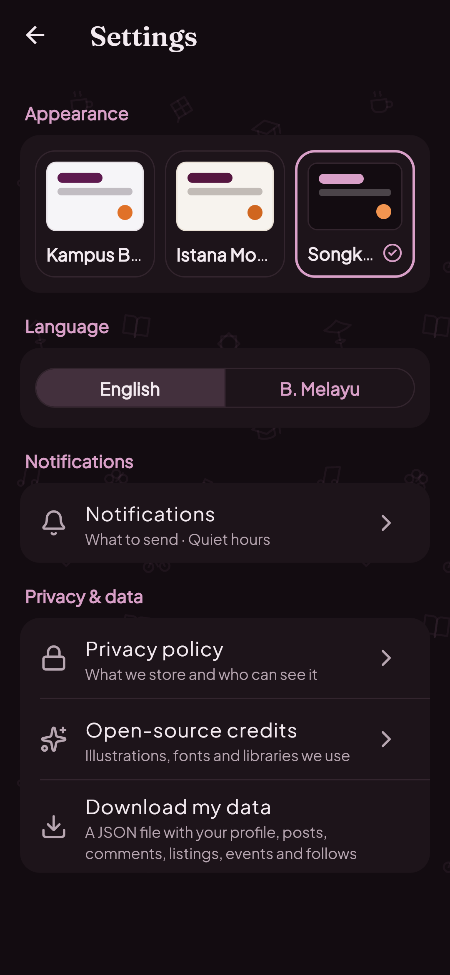 Settings
Appearance
Kampus B...
Istana Mo...
Songk...
Language
English
B. Melayu
Notifications
Notifications
What to send · Quiet hours
Privacy & data
Privacy policy
What we store and who can see it
Open-source credits
Illustrations, fonts and libraries we use
Download my data
A JSON file with your profile, posts,
comments, listings, events and follows